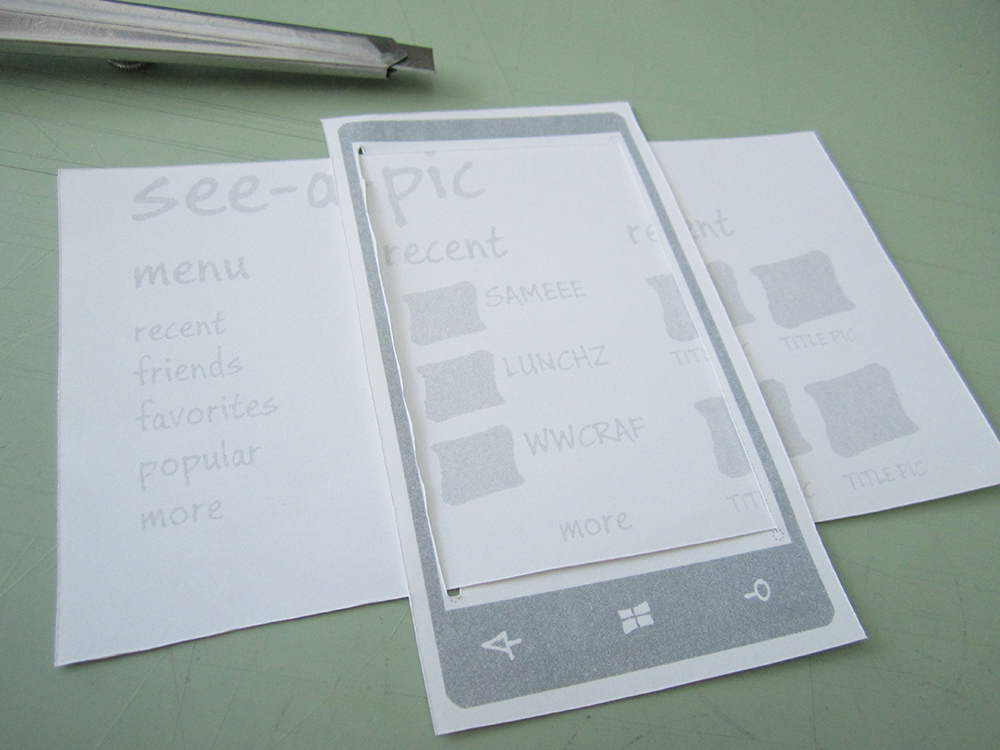 see-a-pic
menu
recent
friends
favorites
popular
more
recent
SAMEEE
LUNCHZ
WWCRAF
more
recent
TITLE PIC
TITLE PIC